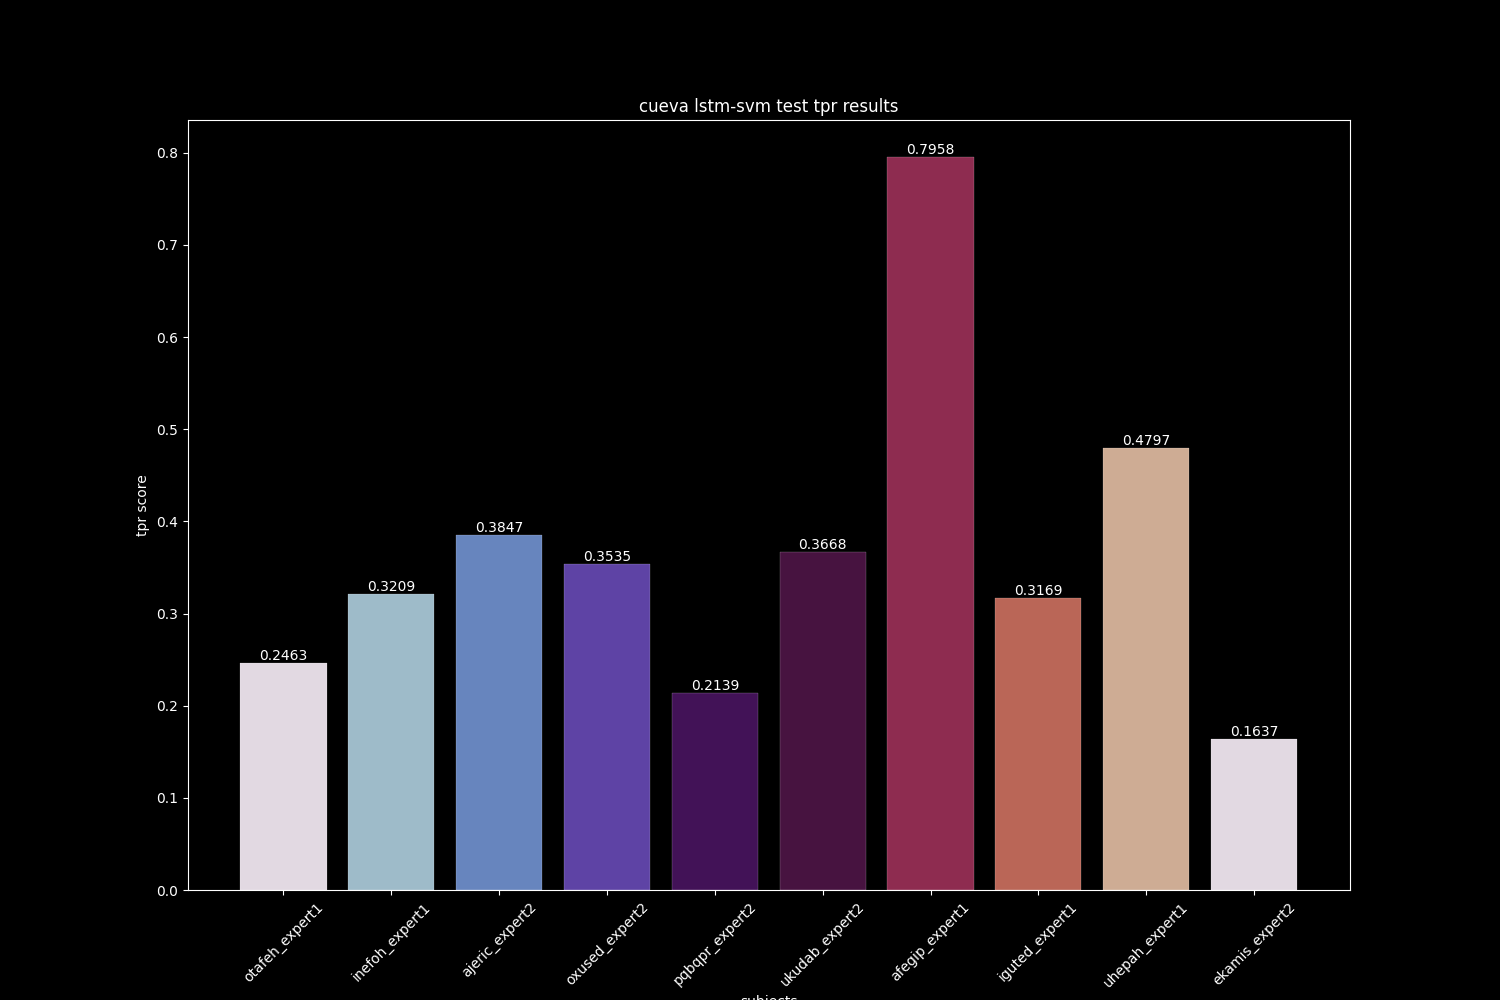 cueva lstm-svm test tpr results
0.8
0.7
0.6
0.5
0.4
0.3
0.2
0.1
0.0
tpr score
0.2463
0.3209
0.3847
0.3535
0.2139
0.3668
0.7958
0.3169
0.4797
0.1637
otafeh_expert1
inefoh_expert1
ajeric_expert2
oxused_expert2
pqbqpr_expert2
ukudab_expert2
afegip_expert1
iguted_expert1
uhepah_expert1
ekamis_expert2
subjects